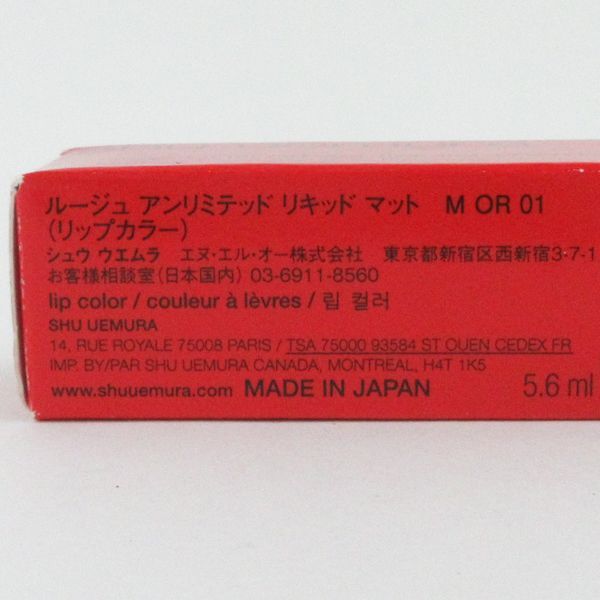 ルージュ アンリミテッド リキッド マット M OR 01
（リップカラー）
シュウ ウエムラ エヌ・エル・オー株式会社 東京都新宿区西新宿3-7-1
お客様相談室（日本国内） 03-6911-8560
lip color / couleur à lèvres / 립 컬러
SHU UEMURA
14, RUE ROYALE 75008 PARIS / TSA 75000 93584 ST OUEN CEDEX FR
IMP. BY/PAR SHU UEMURA CANADA, MONTREAL, H4T 1K5
www.shuuemura.com MADE IN JAPAN 5.6 ml